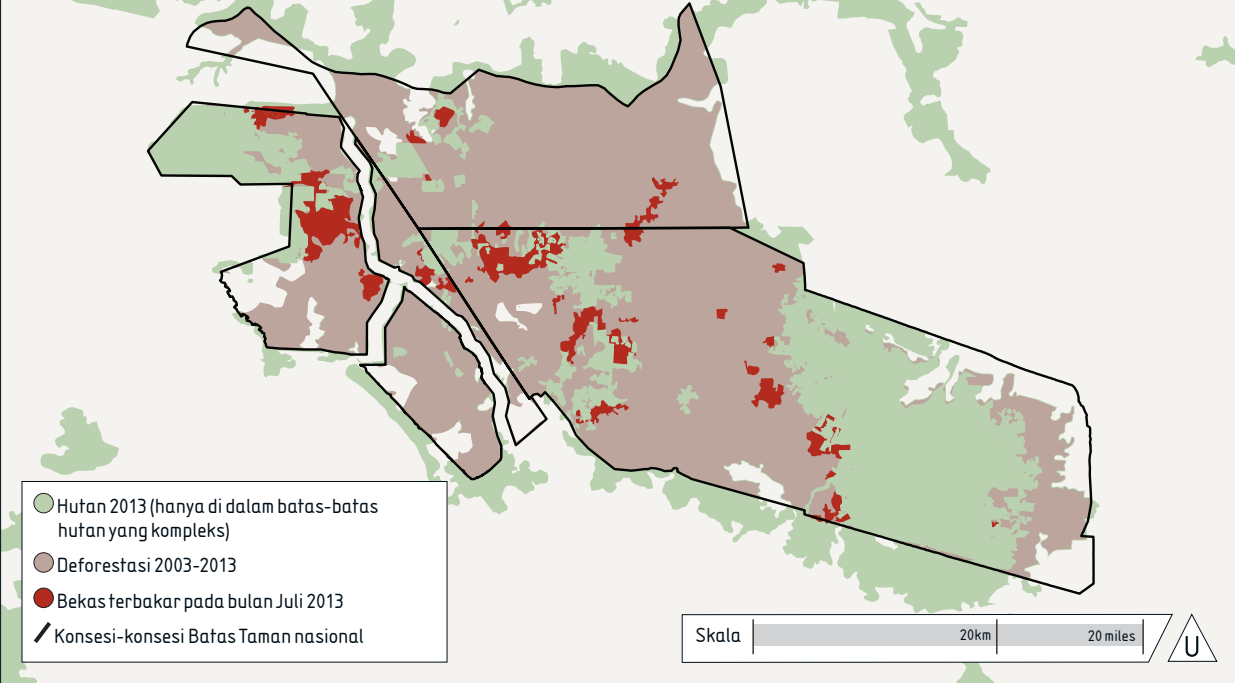 Hutan 2013 (hanya di dalam batas-batas
hutan yang kompleks)
Deforestasi 2003-2013
Bekas terbakar pada bulan Juli 2013
Konsesi-konsesi Batas Taman nasional
Skala
20km
20 miles
U